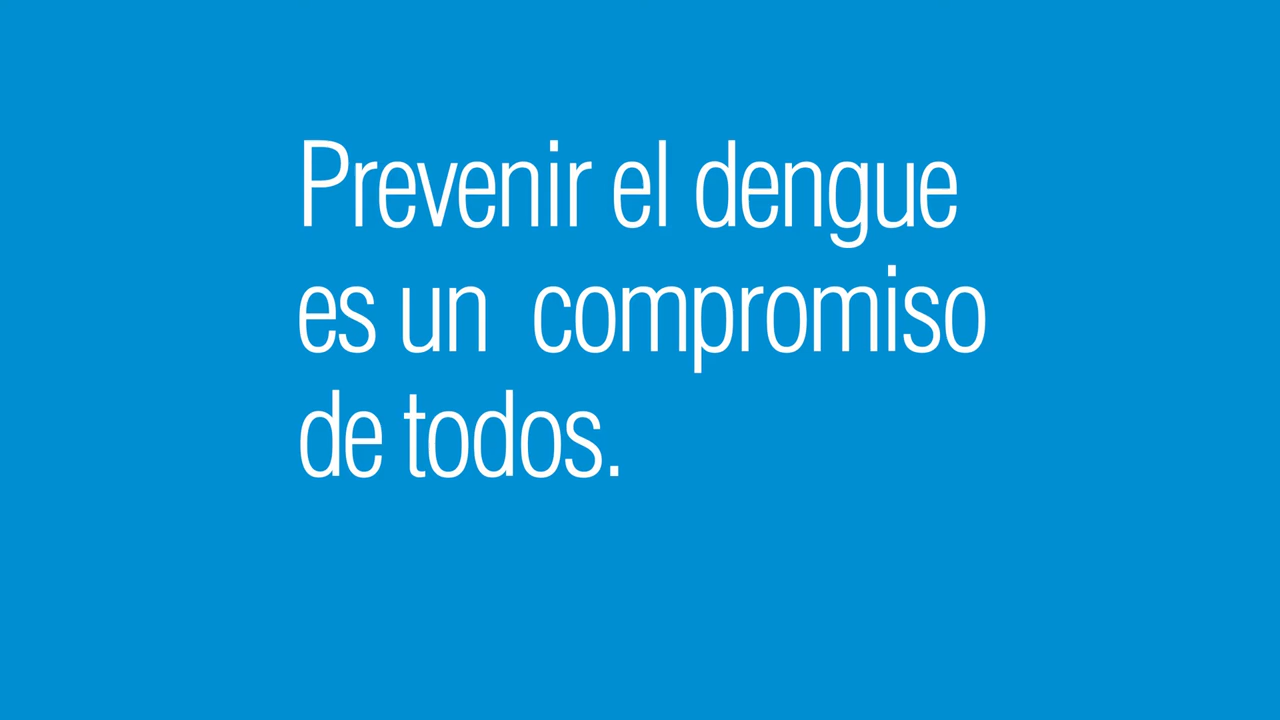 Prevenir el dengue
es un  compromiso
de todos.